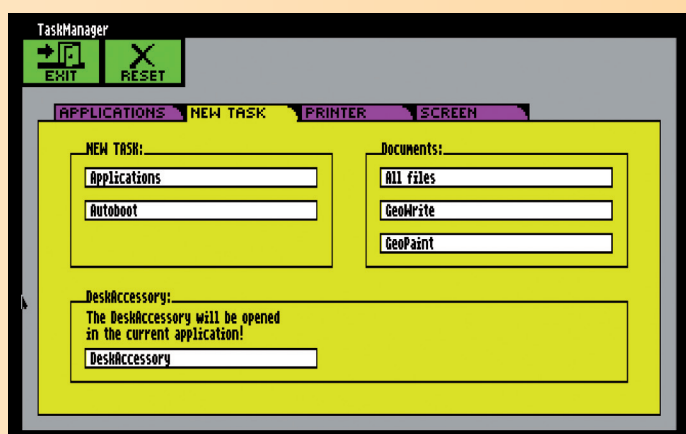 TaskManager
EXIT RESET
APPLICATIONS NEW TASK PRINTER SCREEN
NEW TASK:
Applications
Autoboot
Documents:
All files
GeoWrite
GeoPaint
DeskAccessory:
The DeskAccessory will be opened
in the current application!
DeskAccessory